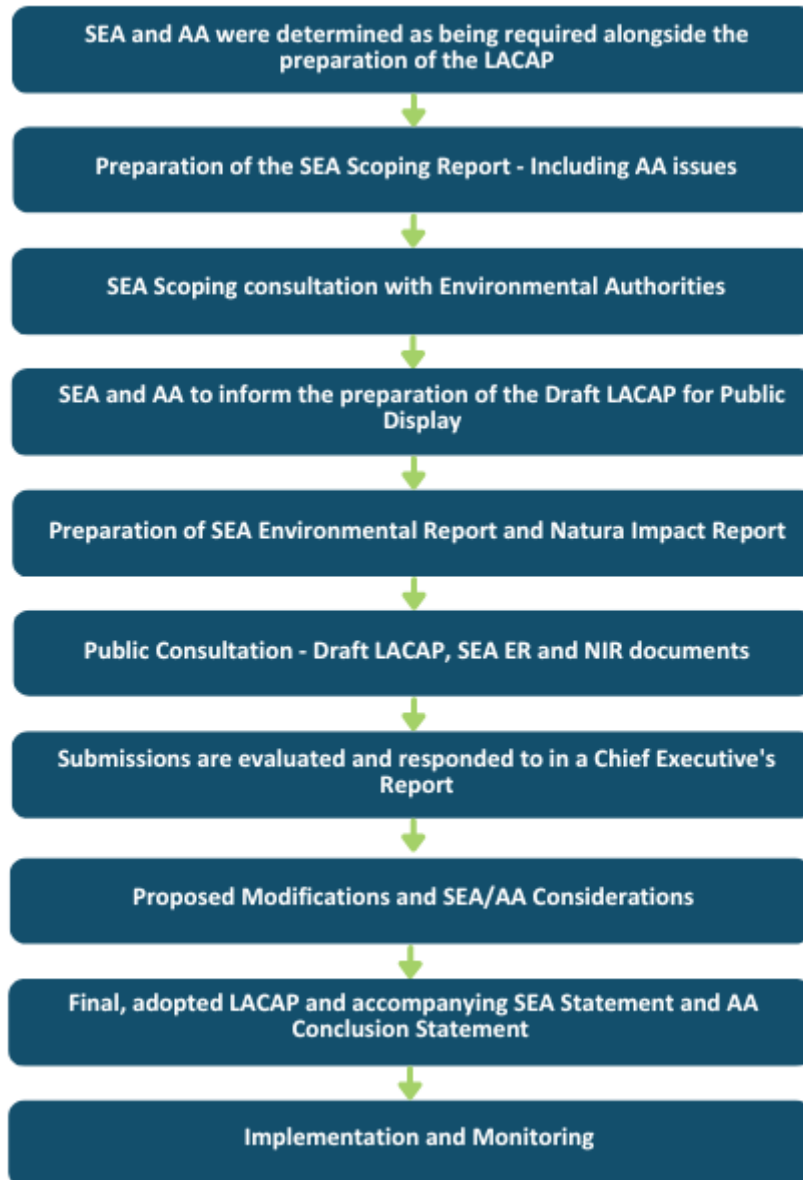 SEA and AA were determined as being required alongside the
preparation of the LACAP
Preparation of the SEA Scoping Report - Including AA issues
SEA Scoping consultation with Environmental Authorities
SEA and AA to inform the preparation of the Draft LACAP for Public
Display
Preparation of SEA Environmental Report and Natura Impact Report
Public Consultation - Draft LACAP, SEA ER and NIR documents
Submissions are evaluated and responded to in a Chief Executive's
Report
Proposed Modifications and SEA/AA Considerations
Final, adopted LACAP and accompanying SEA Statement and AA
Conclusion Statement
Implementation and Monitoring